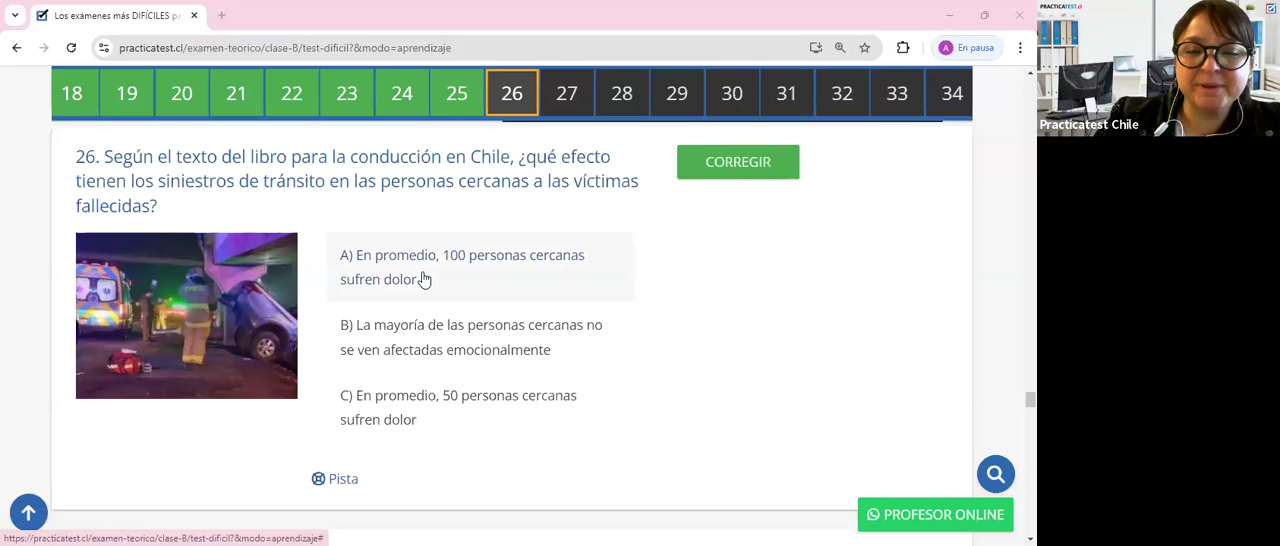 Los exámenes más DIFÍCILES pa
practicatest.cl/examen-teorico/clase-B/test-dificil?&modo=aprendizaje
A
En pausa
PRACTICATEST.cl
Practicatest Chile
18 19 20 21 22 23 24 25 26 27 28 29 30 31 32 33 34
26. Según el texto del libro para la conducción en Chile, ¿qué efecto
tienen los siniestros de tránsito en las personas cercanas a las víctimas
fallecidas?
CORREGIR
A) En promedio, 100 personas cercanas
sufren dolor
B) La mayoría de las personas cercanas no
se ven afectadas emocionalmente
C) En promedio, 50 personas cercanas
sufren dolor
Pista
PROFESOR ONLINE
https://practicatest.cl/examen-teorico/clase-B/test-dificil?&modo=aprendizaje#